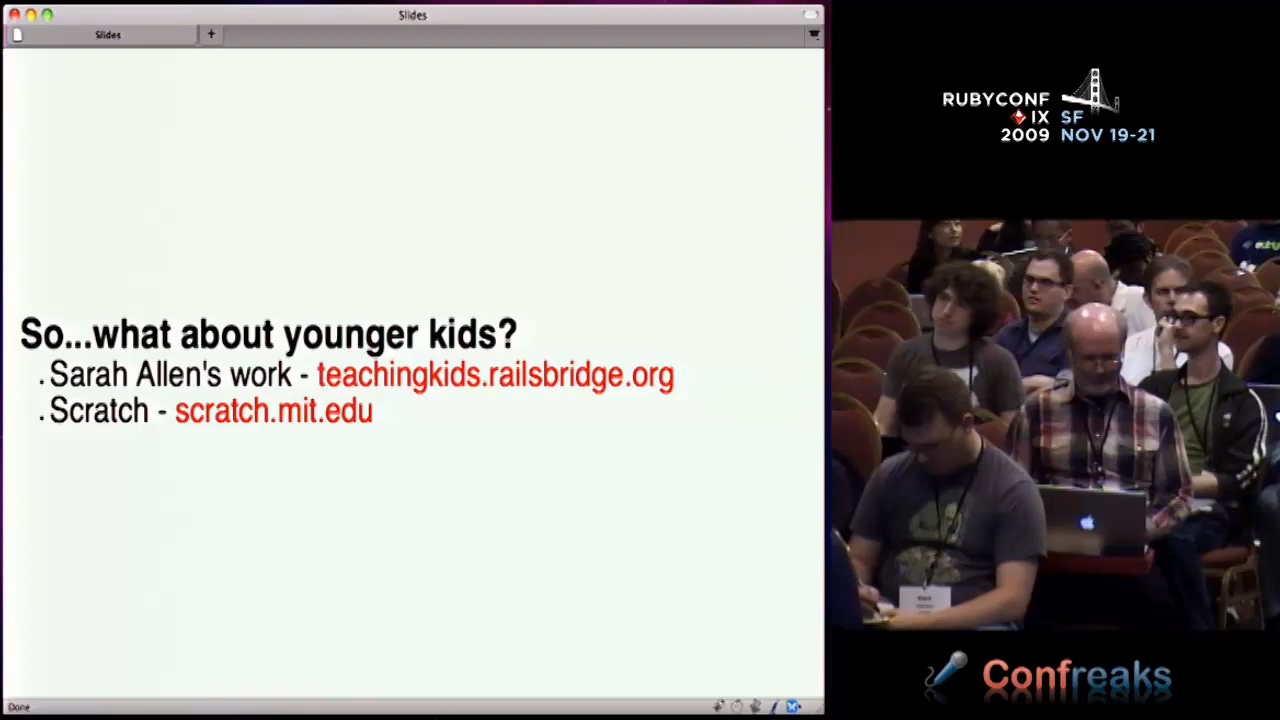 Slides
Slides
So...what about younger kids?
. Sarah Allen's work - teachingkids.railsbridge.org
. Scratch - scratch.mit.edu
Done
RUBYCONF
IX SF
2009 NOV 19-21
Confreaks